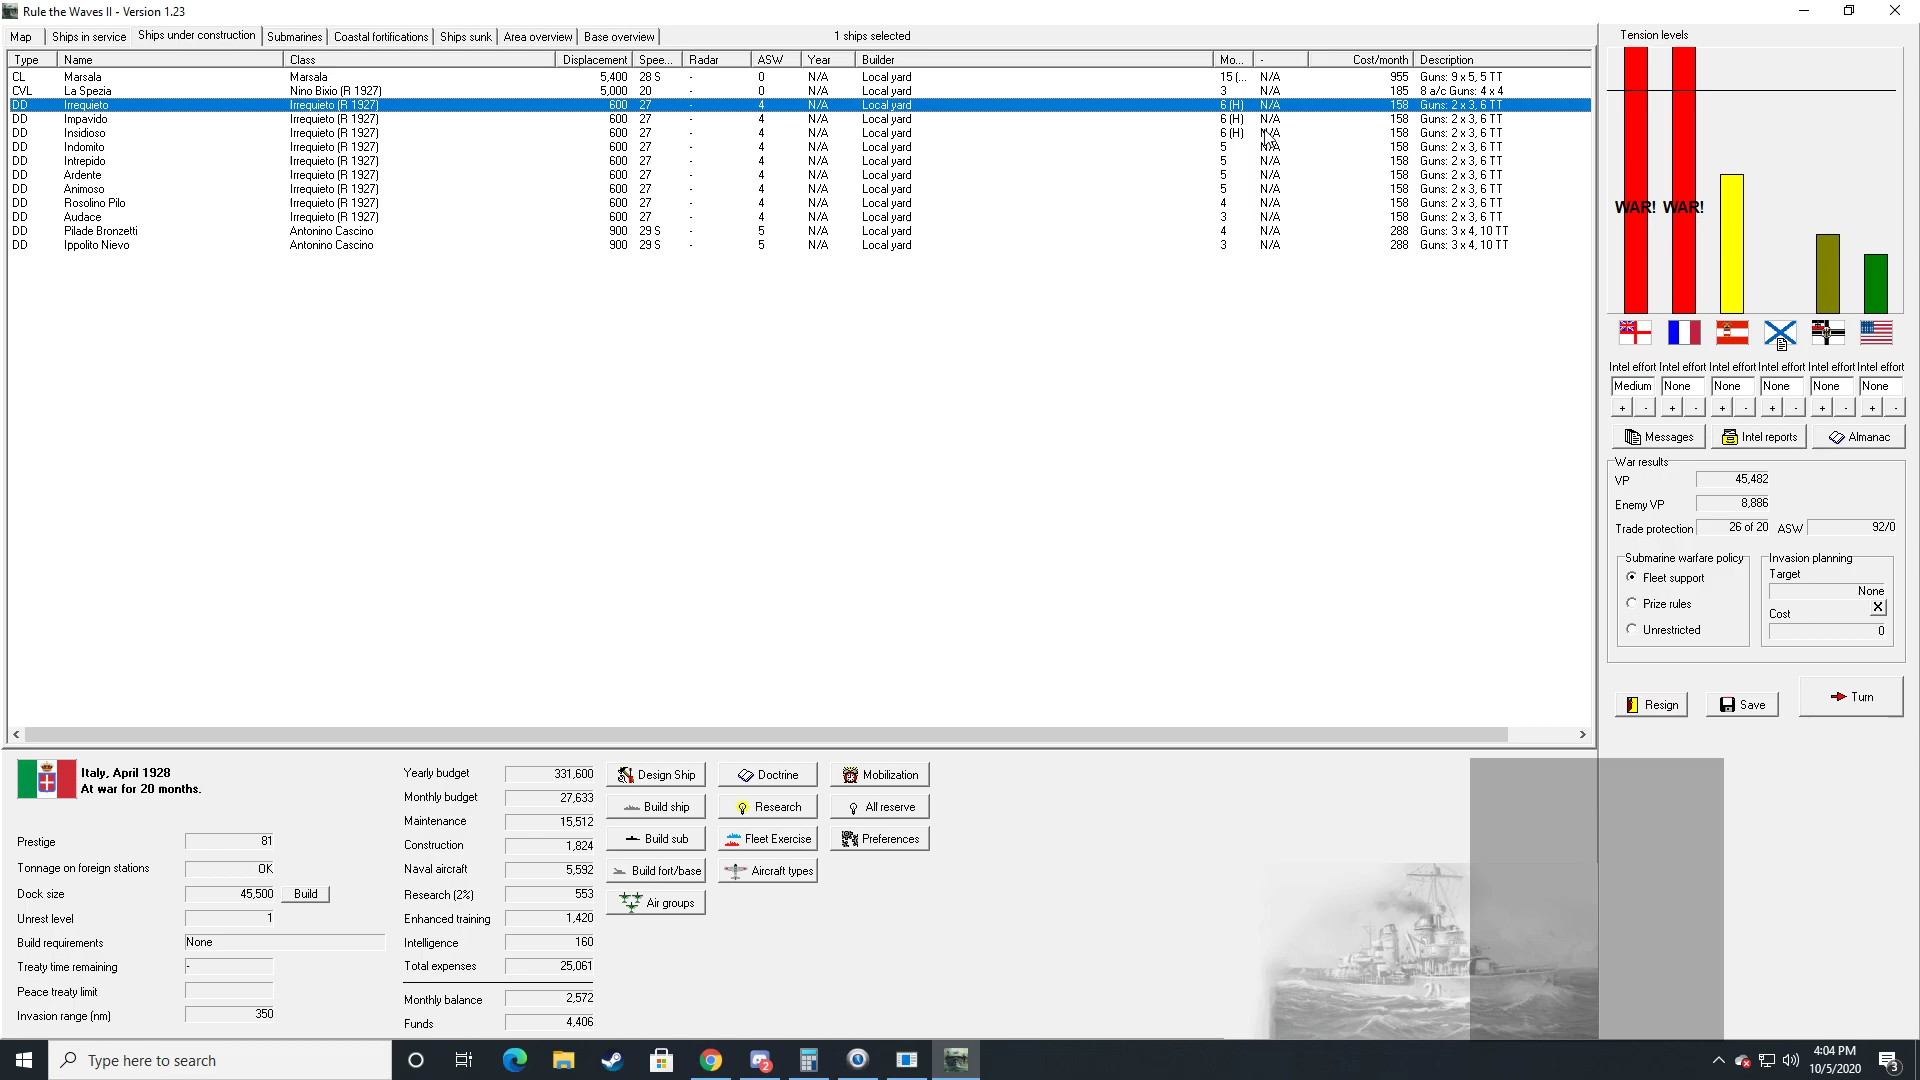 Rule the Waves II - Version 1.23
Map Ships in service Ships under construction Submarines Coastal fortifications Ships sunk Area overview Base overview 1 ships selected
Type Name Class Displacement Spee... Radar ASW Year Builder Mo... - Cost/month Description
CL Marsala Marsala 5,400 28 S - 0 N/A Local yard 15 (... N/A 955 Guns: 9 x 5, 5 TT
CVL La Spezia Nino Bixio (R 1927) 5,000 20 - 0 N/A Local yard 3 N/A 185 8 a/c Guns: 4 x 4
DD Irrequieto Irrequieto (R 1927) 600 27 - 4 N/A Local yard 6 (H) N/A 158 Guns: 2 x 3, 6 TT
DD Impavido Irrequieto (R 1927) 600 27 - 4 N/A Local yard 6 (H) N/A 158 Guns: 2 x 3, 6 TT
DD Insidioso Irrequieto (R 1927) 600 27 - 4 N/A Local yard 6 (H) N/A 158 Guns: 2 x 3, 6 TT
DD Indomito Irrequieto (R 1927) 600 27 - 4 N/A Local yard 5 N/A 158 Guns: 2 x 3, 6 TT
DD Intrepido Irrequieto (R 1927) 600 27 - 4 N/A Local yard 5 N/A 158 Guns: 2 x 3, 6 TT
DD Ardente Irrequieto (R 1927) 600 27 - 4 N/A Local yard 5 N/A 158 Guns: 2 x 3, 6 TT
DD Animoso Irrequieto (R 1927) 600 27 - 4 N/A Local yard 5 N/A 158 Guns: 2 x 3, 6 TT
DD Rosolino Pilo Irrequieto (R 1927) 600 27 - 4 N/A Local yard 4 N/A 158 Guns: 2 x 3, 6 TT
DD Audace Irrequieto (R 1927) 600 27 - 4 N/A Local yard 3 N/A 158 Guns: 2 x 3, 6 TT
DD Pilade Bronzetti Antonino Cascino 900 29 S - 5 N/A Local yard 4 N/A 288 Guns: 3 x 4, 10 TT
DD Ippolito Nievo Antonino Cascino 900 29 S - 5 N/A Local yard 3 N/A 288 Guns: 3 x 4, 10 TT
Tension levels
WAR! WAR!
Intel effort Intel effort Intel effort Intel effort Intel effort Intel effort
Medium None None None None None
+ - + - + - + - + - + -
Messages Intel reports Almanac
War results
VP 45,482
Enemy VP 8,886
Trade protection 26 of 20 ASW 92/0
Submarine warfare policy
Fleet support
Prize rules
Unrestricted
Invasion planning
Target
None
Cost X
0
Resign Save Turn
Italy, April 1928
At war for 20 months.
Prestige 81
Tonnage on foreign stations OK
Dock size 45,500 Build
Unrest level 1
Build requirements None
Treaty time remaining -
Peace treaty limit
Invasion range (nm) 350
Yearly budget 331,600
Monthly budget 27,633
Maintenance 15,512
Construction 1,824
Naval aircraft 5,592
Research (2%) 553
Enhanced training 1,420
Intelligence 160
Total expenses 25,061
Monthly balance 2,572
Funds 4,406
Design Ship Doctrine Mobilization
Build ship Research All reserve
Build sub Fleet Exercise Preferences
Build fort/base Aircraft types
Air groups
Type here to search
2
4:04 PM
10/5/2020
3